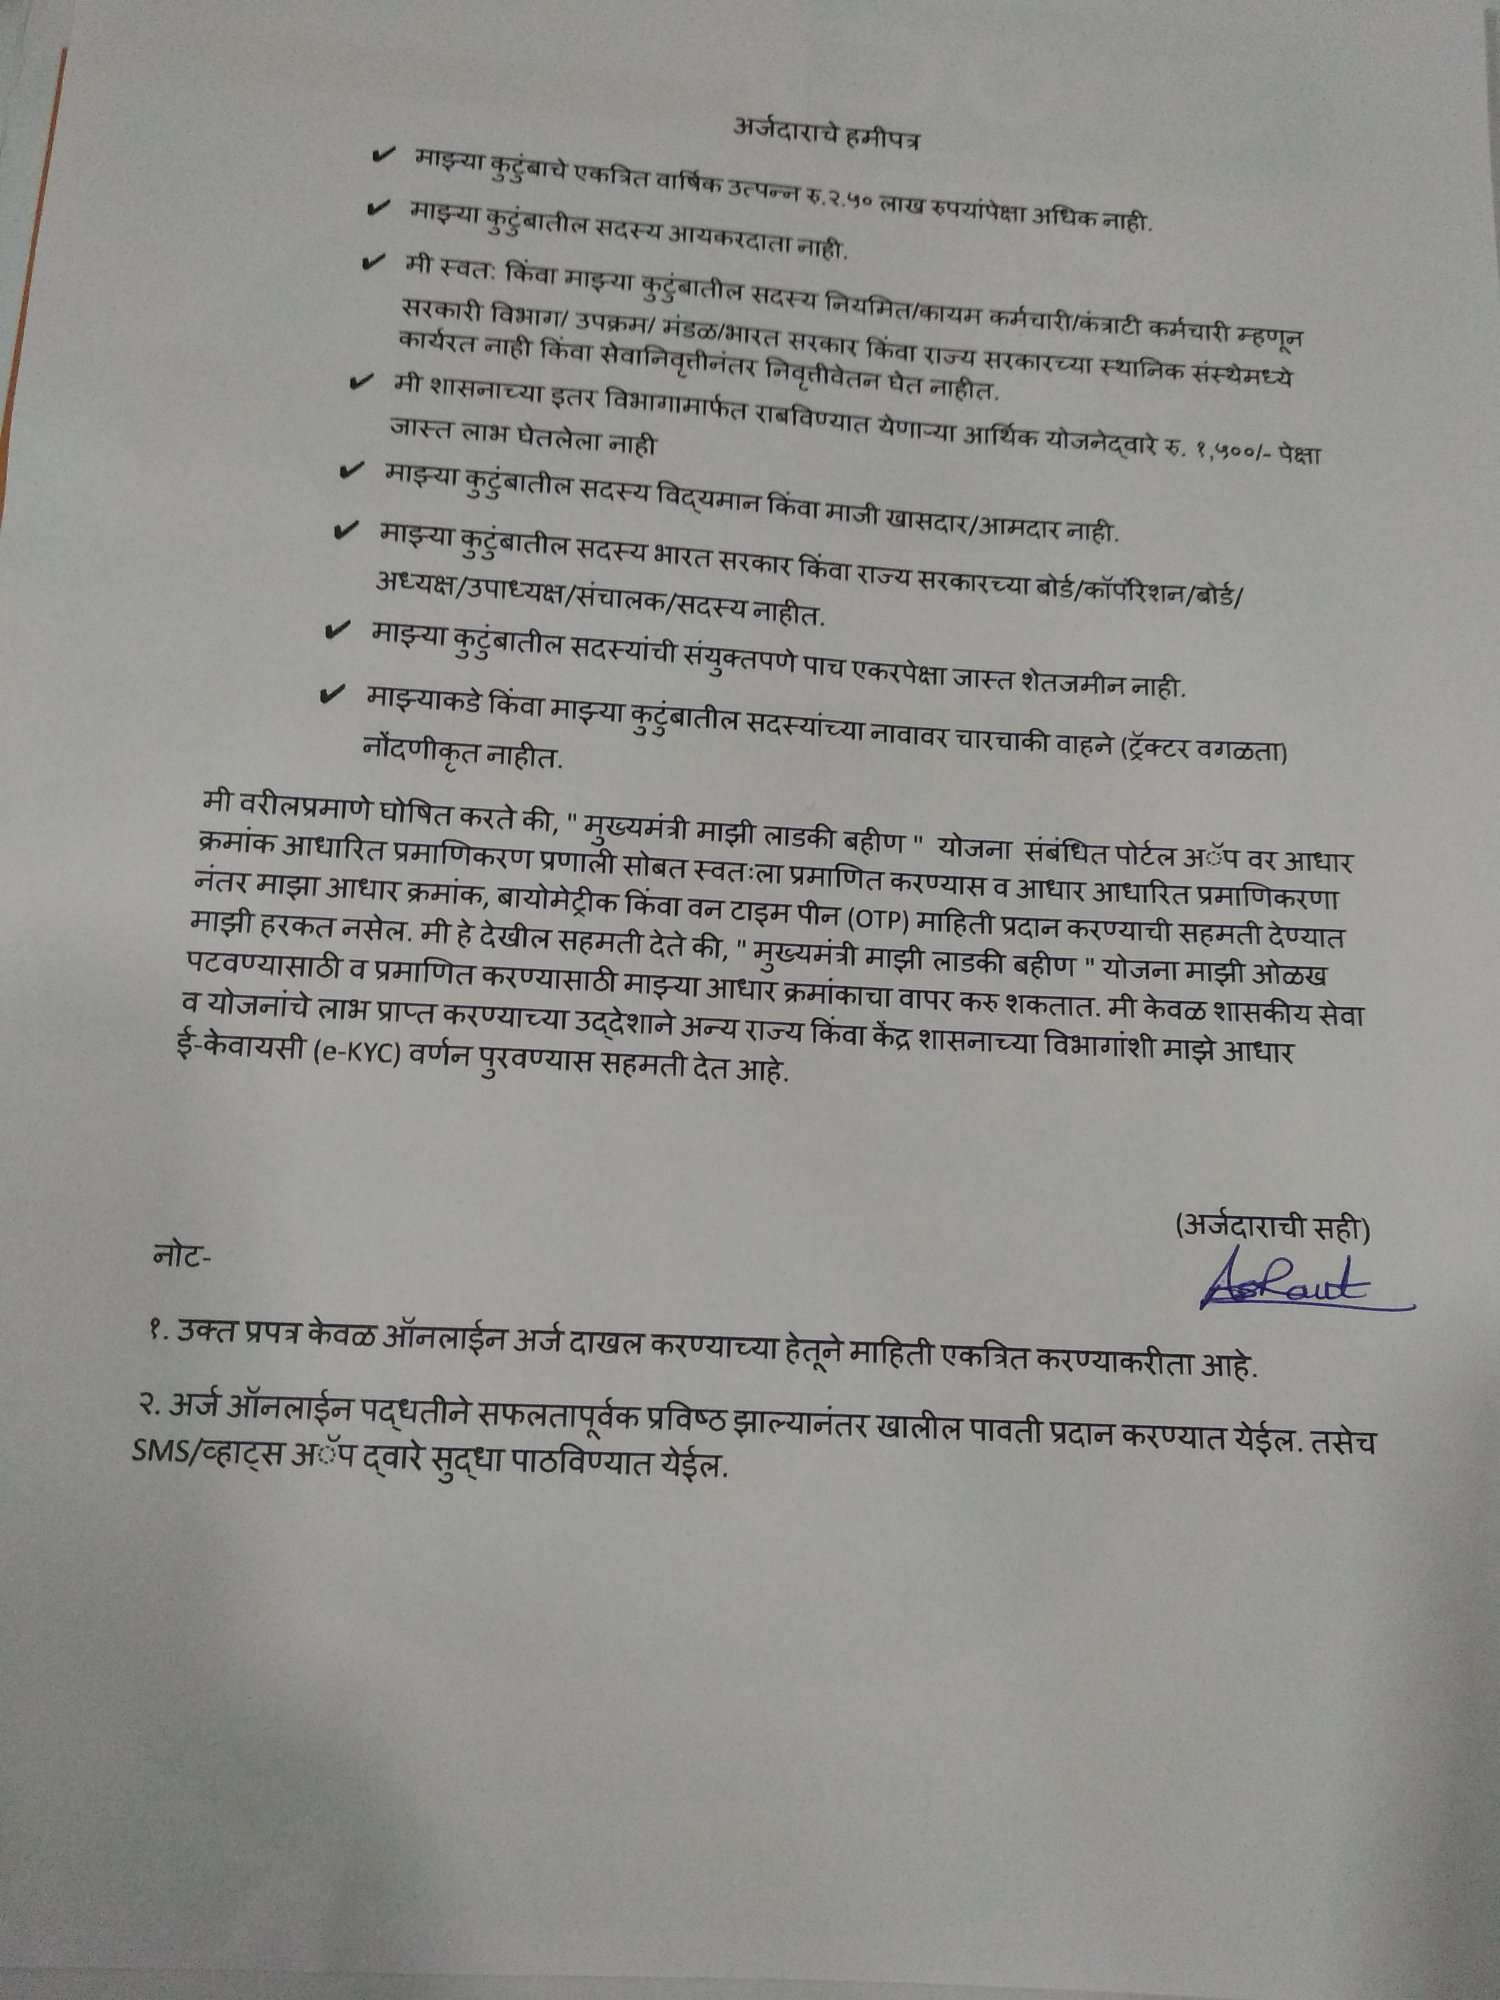 अर्जदाराचे हमीपत्र
✔ माझ्या कुटुंबाचे एकत्रित वार्षिक उत्पन्न रु.२.५० लाख रुपयांपेक्षा अधिक नाही.
✔ माझ्या कुटुंबातील सदस्य आयकरदाता नाही.
✔ मी स्वत: किंवा माझ्या कुटुंबातील सदस्य नियमित/कायम कर्मचारी/कंत्राटी कर्मचारी म्हणून
सरकारी विभाग/ उपक्रम/ मंडळ/भारत सरकार किंवा राज्य सरकारच्या स्थानिक संस्थेमध्ये
कार्यरत नाही किंवा सेवानिवृत्तीनंतर निवृत्तीवेतन घेत नाहीत.
✔ मी शासनाच्या इतर विभागामार्फत राबविण्यात येणाऱ्या आर्थिक योजनेद्वारे रु. १,५००/- पेक्षा
जास्त लाभ घेतलेला नाही
✔ माझ्या कुटुंबातील सदस्य विद्यमान किंवा माजी खासदार/आमदार नाही.
✔ माझ्या कुटुंबातील सदस्य भारत सरकार किंवा राज्य सरकारच्या बोर्ड/कॉर्पोरेशन/बोर्ड/
अध्यक्ष/उपाध्यक्ष/संचालक/सदस्य नाहीत.
✔ माझ्या कुटुंबातील सदस्यांची संयुक्तपणे पाच एकरपेक्षा जास्त शेतजमीन नाही.
✔ माझ्याकडे किंवा माझ्या कुटुंबातील सदस्यांच्या नावावर चारचाकी वाहने (ट्रॅक्टर वगळता)
नोंदणीकृत नाहीत.
मी वरीलप्रमाणे घोषित करते की, " मुख्यमंत्री माझी लाडकी बहीण " योजना संबंधित पोर्टल अॅप वर आधार
क्रमांक आधारित प्रमाणिकरण प्रणाली सोबत स्वतःला प्रमाणित करण्यास व आधार आधारित प्रमाणिकरणा
नंतर माझा आधार क्रमांक, बायोमेट्रीक किंवा वन टाइम पीन (OTP) माहिती प्रदान करण्याची सहमती देण्यात
माझी हरकत नसेल. मी हे देखील सहमती देते की, " मुख्यमंत्री माझी लाडकी बहीण " योजना माझी ओळख
पटवण्यासाठी व प्रमाणित करण्यासाठी माझ्या आधार क्रमांकाचा वापर करु शकतात. मी केवळ शासकीय सेवा
व योजनांचे लाभ प्राप्त करण्याच्या उद्देशाने अन्य राज्य किंवा केंद्र शासनाच्या विभागांशी माझे आधार
ई-केवायसी (e-KYC) वर्णन पुरवण्यास सहमती देत आहे.
(अर्जदाराची सही)
नोट-
१. उक्त प्रपत्र केवळ ऑनलाईन अर्ज दाखल करण्याच्या हेतूने माहिती एकत्रित करण्याकरीता आहे.
२. अर्ज ऑनलाईन पद्धतीने सफलतापूर्वक प्रविष्ठ झाल्यानंतर खालील पावती प्रदान करण्यात येईल. तसेच
SMS/व्हाट्स अॅप द्वारे सुद्धा पाठविण्यात येईल.